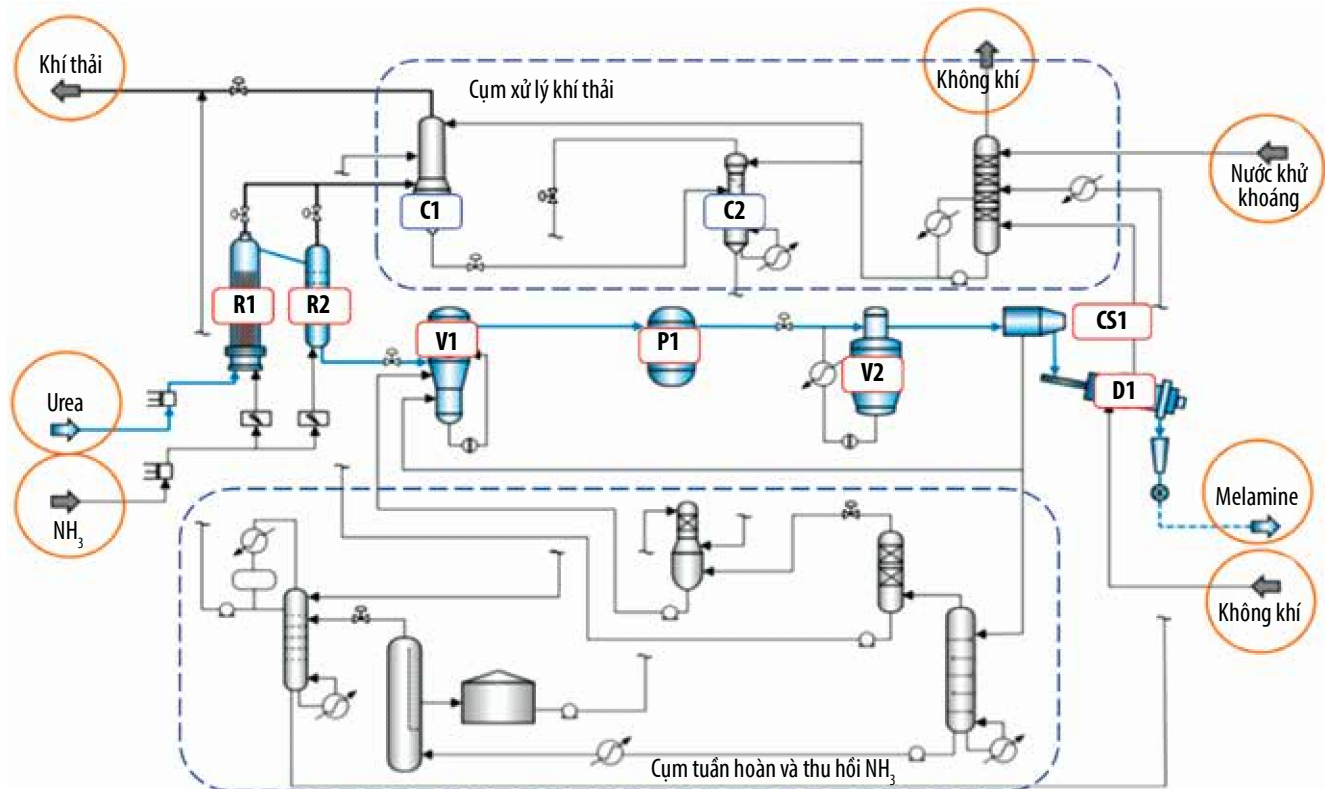 Khí thải
Cụm xử lý khí thải
Không khí
Nước khử
khoáng
C1
C2
R1
R2
V1
P1
V2
CS1
D1
Urea
NH₃
Melamine
Không khí
Cụm tuần hoàn và thu hồi NH₃